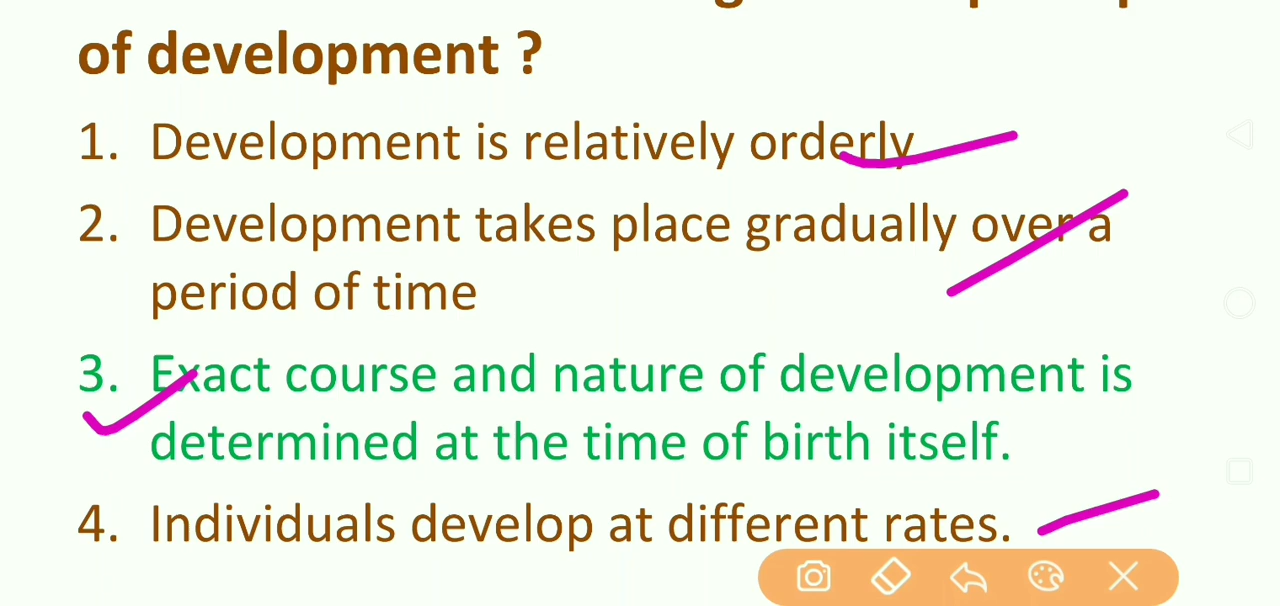 of development ?
1. Development is relatively orderly
2. Development takes place gradually over a
period of time
3. Exact course and nature of development is
determined at the time of birth itself.
4. Individuals develop at different rates.